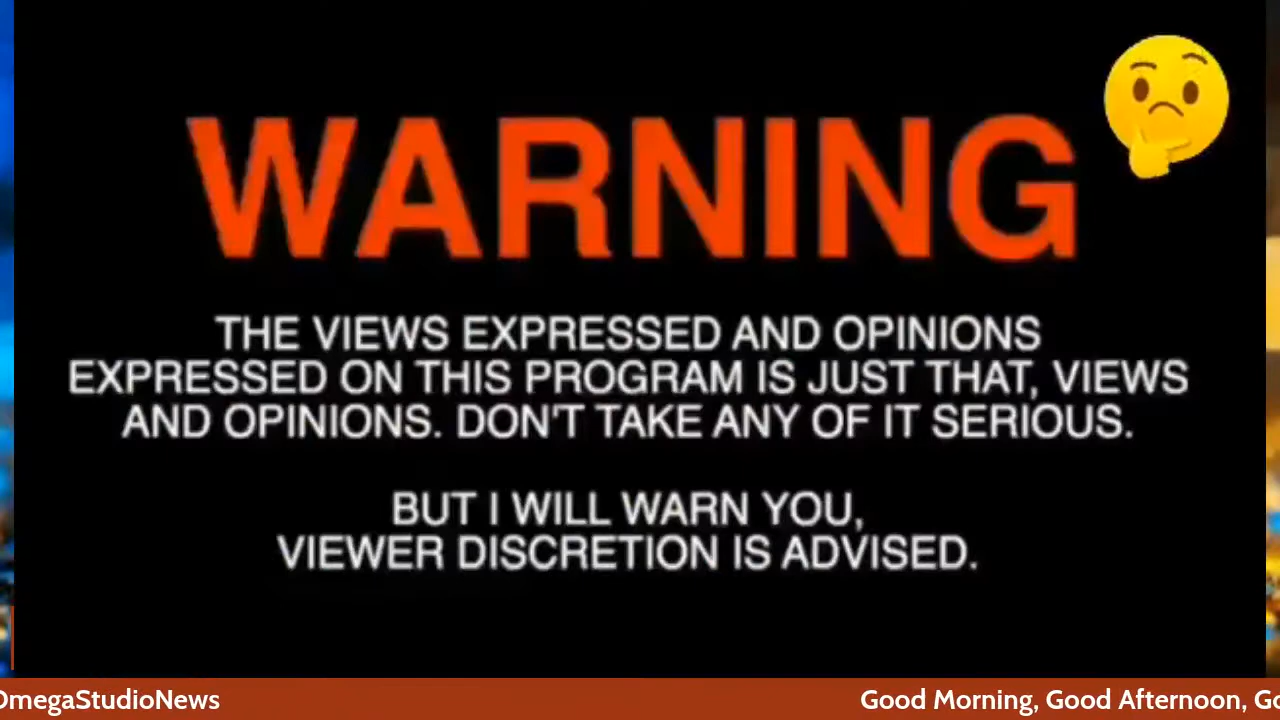 WARNING
THE VIEWS EXPRESSED AND OPINIONS
EXPRESSED ON THIS PROGRAM IS JUST THAT, VIEWS
AND OPINIONS. DON'T TAKE ANY OF IT SERIOUS.
BUT I WILL WARN YOU,
VIEWER DISCRETION IS ADVISED.
OmegaStudioNews
Good Morning, Good Afternoon,